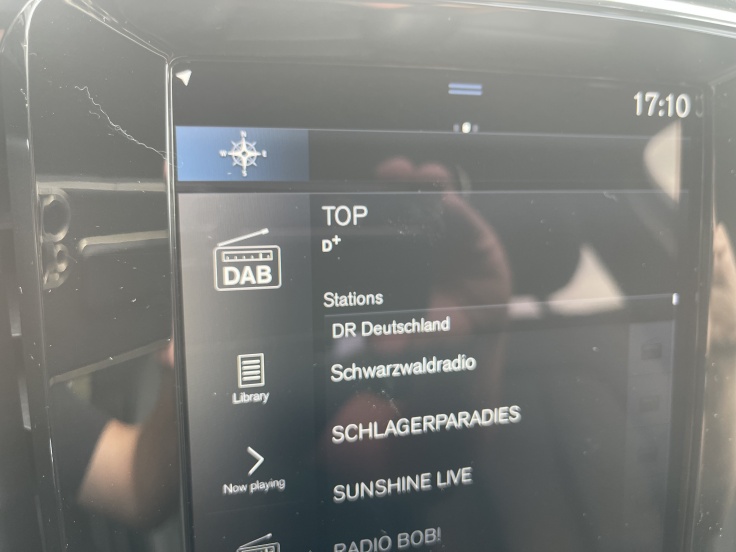 17:10
DAB
TOP
D+
Stations
DR Deutschland
Schwarzwaldradio
Library
SCHLAGERPARADIES
Now playing
SUNSHINE LIVE
RADIO BOB!